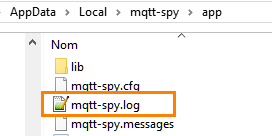 AppData > Local > mqtt-spy > app
Nom
lib
mqtt-spy.cfg
mqtt-spy.log
mqtt-spy.messages